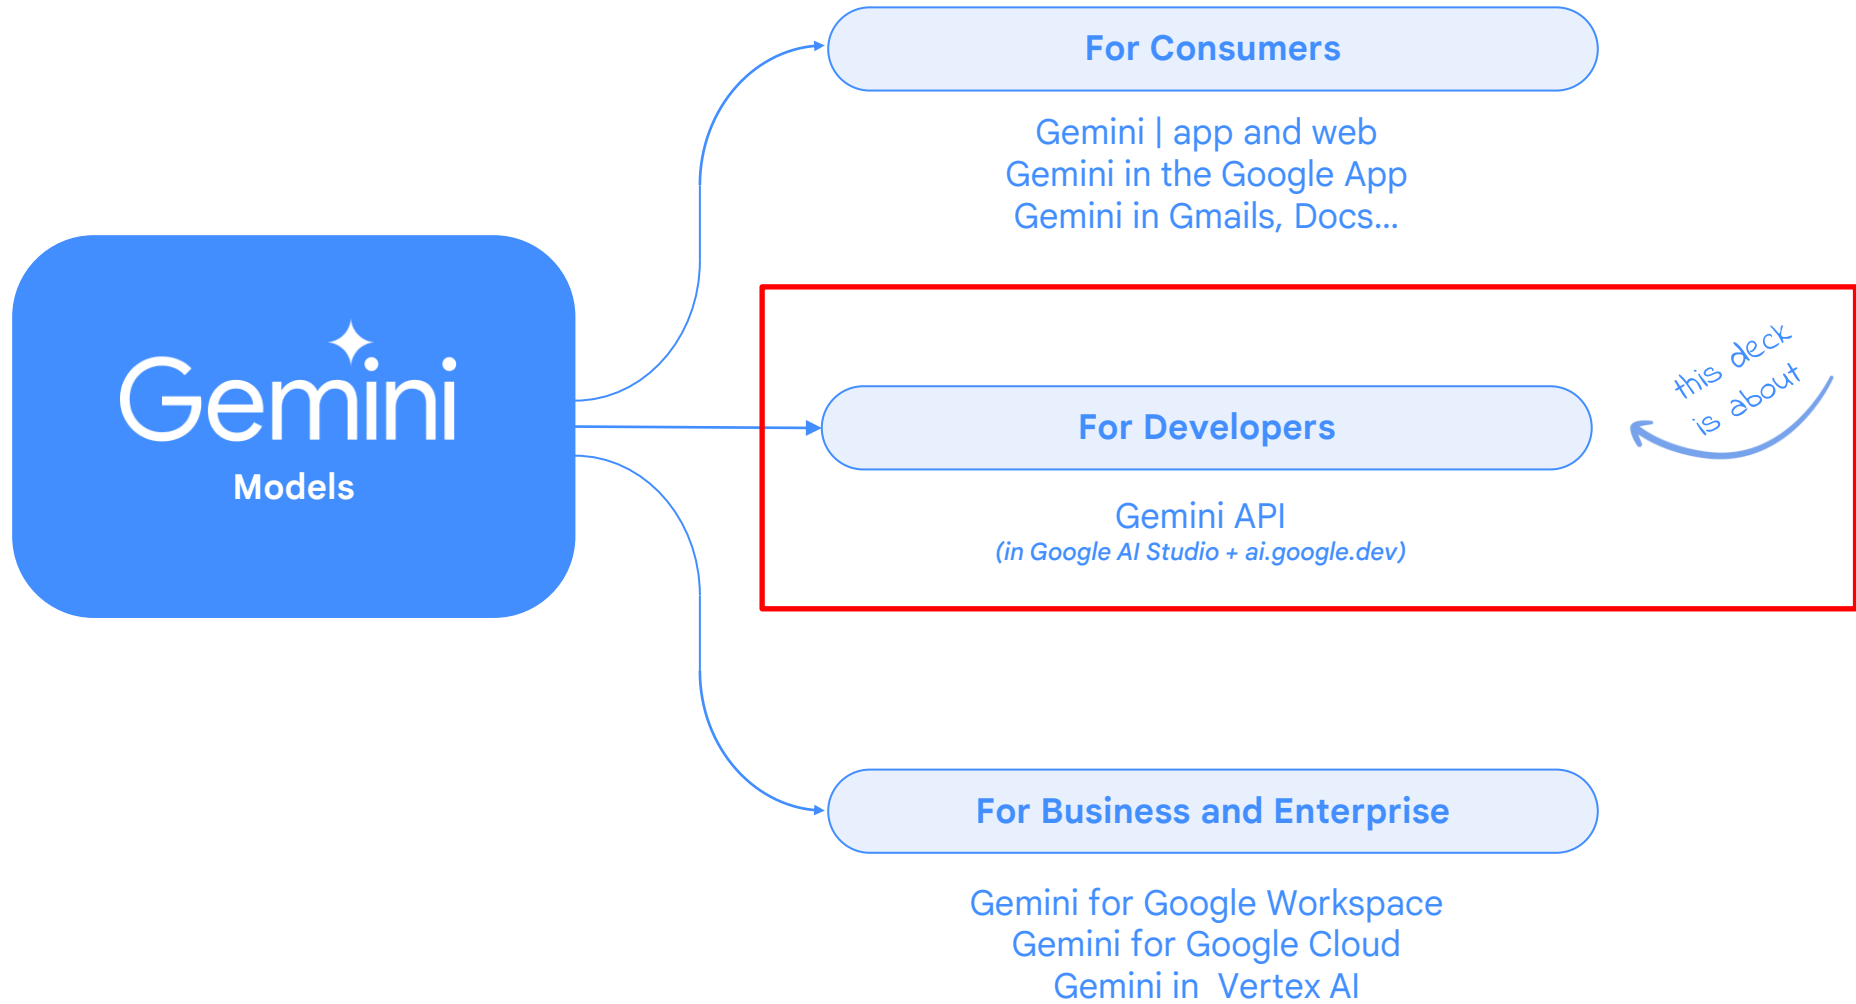 For Consumers
Gemini | app and web
Gemini in the Google App
Gemini in Gmails, Docs...
Gemini
Models
this deck
is about
For Developers
Gemini API
(in Google AI Studio + ai.google.dev)
For Business and Enterprise
Gemini for Google Workspace
Gemini for Google Cloud
Gemini in  Vertex AI